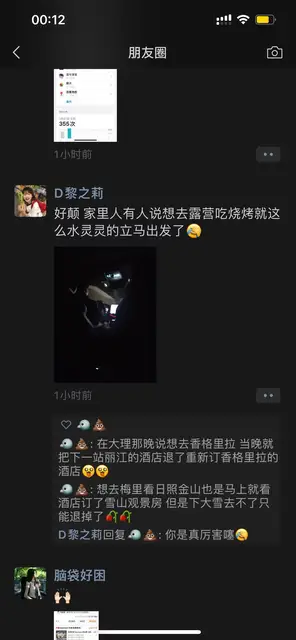 00:12
朋友圈
355次
1小时前
D黎之莉
好颠 家里人有人说想去露营吃烧烤就这
么水灵灵的立马出发了
1小时前
: 在大理那晚说想去香格里拉 当晚就
把下一站丽江的酒店退了重新订香格里拉的
酒店
: 想去梅里看日照金山也是马上就看
酒店订了雪山观景房 但是下大雪去不了只
能退掉了
D黎之莉回复: 你是真厉害噻
脑袋好困